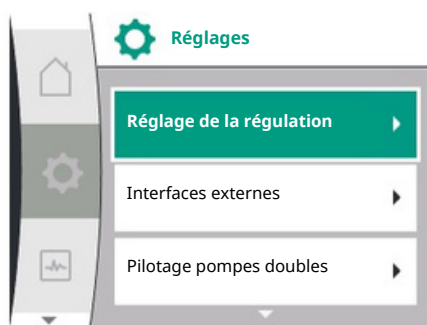 Réglages
Réglage de la régulation
Interfaces externes
Pilotage pompes doubles